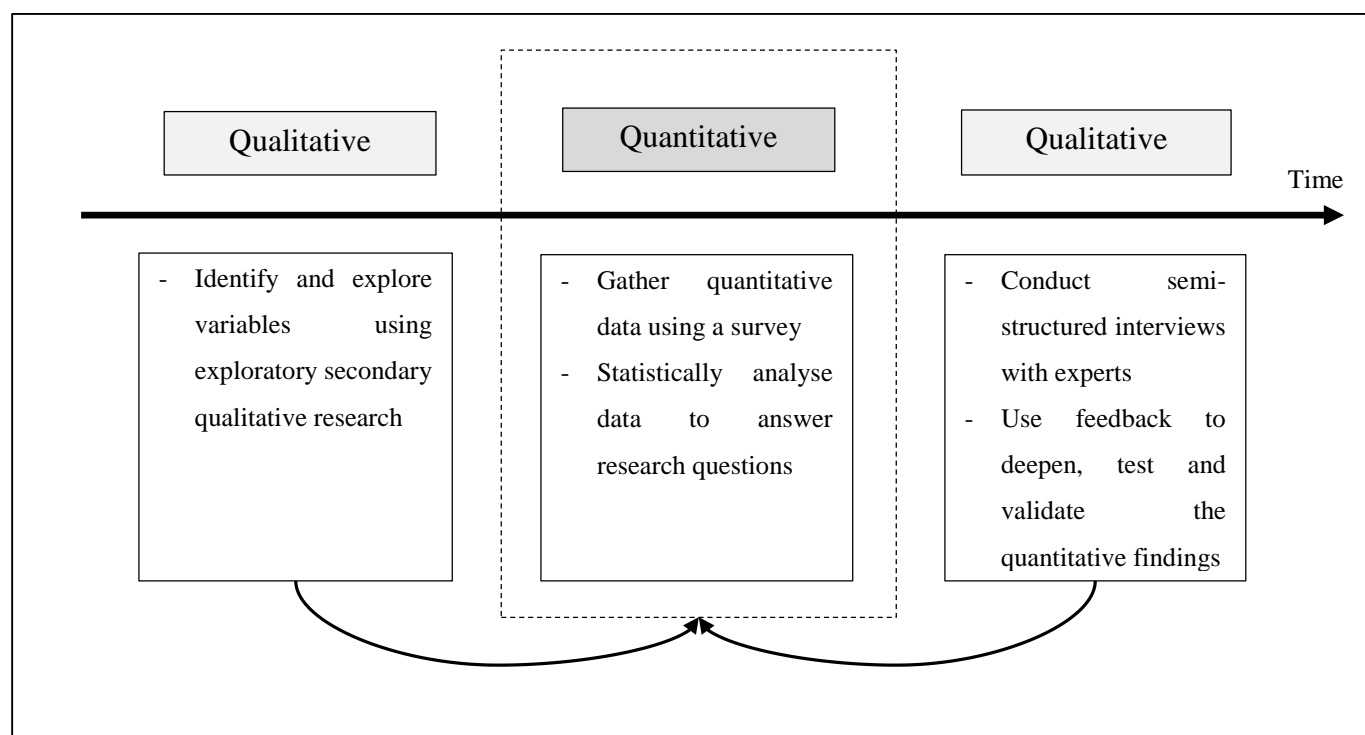 Qualitative
Quantitative
Qualitative
Time
- Identify and explore
variables using
exploratory secondary
qualitative research
- Gather quantitative
data using a survey
- Statistically analyse
data to answer
research questions
- Conduct semi-
structured interviews
with experts
- Use feedback to
deepen, test and
validate the
quantitative findings